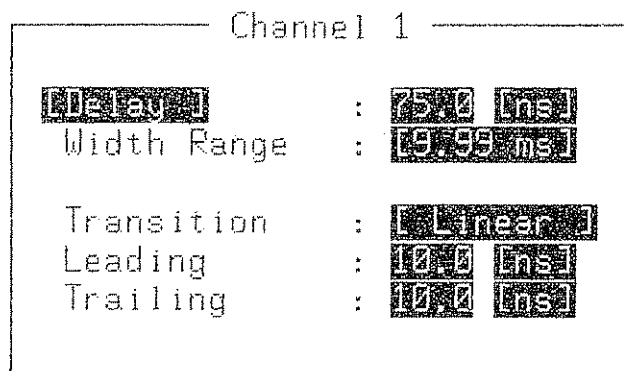 Channel 1
[Delay ] : 75.0 [ns]
Width Range : [9.99 ms]
Transition : [ Linear ]
Leading : 10.0 [ns]
Trailing : 10.0 [ns]